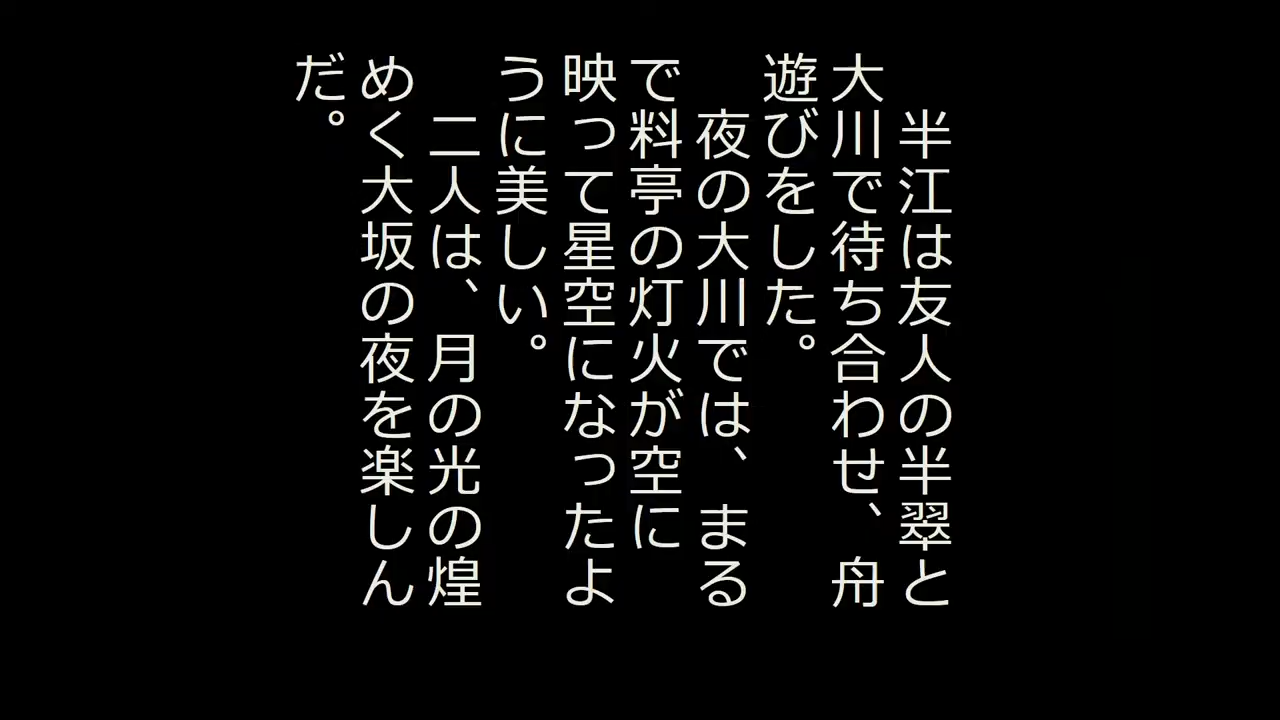 半江は友人の半翠と
大川で待ち合わせ、舟
遊びをした。
　夜の大川では、まる
で料亭の灯火が空に
映って星空になったよ
うに美しい。
　二人は、月の光の煌
めく大坂の夜を楽しん
だ。